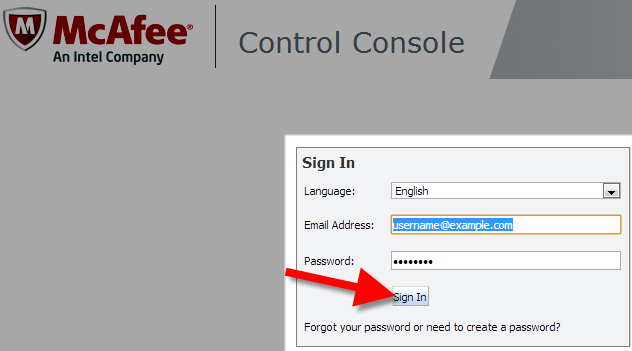 McAfee®
An Intel Company
Control Console
Sign In
Language: English
Email Address: username@example.com
Password: ••••••••
Sign In
Forgot your password or need to create a password?